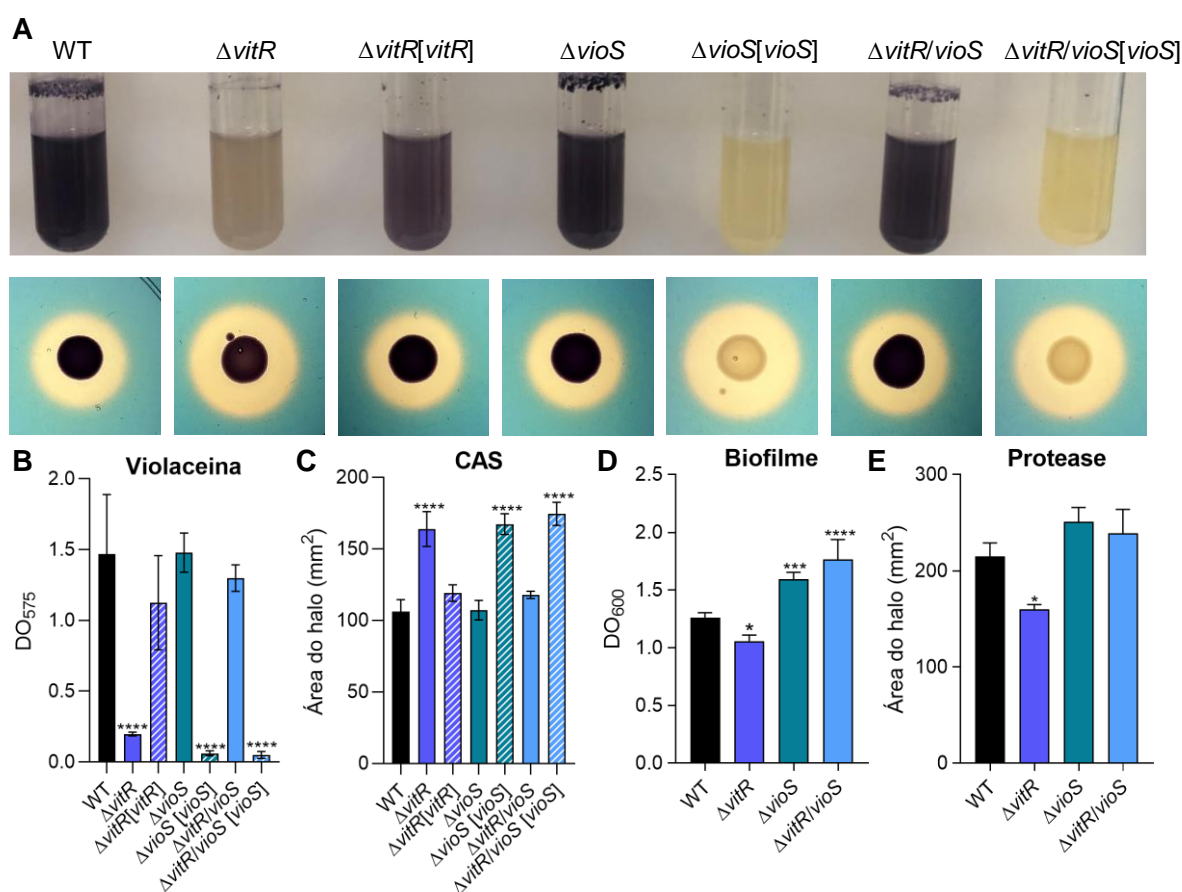 A
WT ΔvitR ΔvitR[vitR] ΔvioS ΔvioS[vioS] ΔvitR/vioS ΔvitR/vioS[vioS]
B
Violaceina
DO575
2.0
1.5
1.0
0.5
0.0
****
****
****
WT
ΔvitR
ΔvitR[vitR]
ΔvioS
ΔvioS [vioS]
ΔvitR/vioS
ΔvitR/vioS [vioS]
C
CAS
Área do halo (mm²)
200
150
100
50
0
****
****
****
WT
ΔvitR
ΔvitR[vitR]
ΔvioS
ΔvioS [vioS]
ΔvitR/vioS
ΔvitR/vioS [vioS]
D
Biofilme
DO600
2.5
2.0
1.5
1.0
0.5
0.0
*
***
****
WT
ΔvitR
ΔvioS
ΔvitR/vioS
E
Protease
Área do halo (mm²)
300
200
100
0
*
WT
ΔvitR
ΔvioS
ΔvitR/vioS